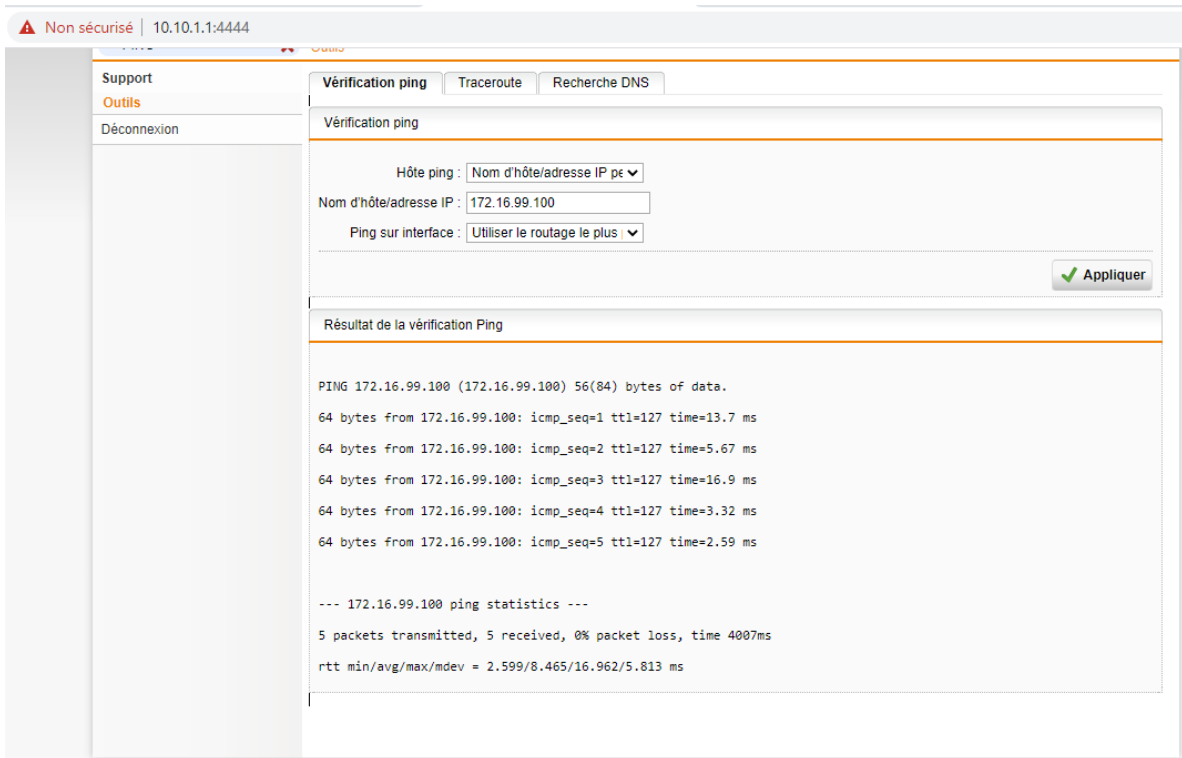 Non sécurisé | 10.10.1.1:4444
Outils
Support
Outils
Déconnexion
Vérification ping
Traceroute
Recherche DNS
Vérification ping
Hôte ping : Nom d'hôte/adresse IP pe
Nom d'hôte/adresse IP : 172.16.99.100
Ping sur interface : Utiliser le routage le plus
Appliquer
Résultat de la vérification Ping
PING 172.16.99.100 (172.16.99.100) 56(84) bytes of data.
64 bytes from 172.16.99.100: icmp_seq=1 ttl=127 time=13.7 ms
64 bytes from 172.16.99.100: icmp_seq=2 ttl=127 time=5.67 ms
64 bytes from 172.16.99.100: icmp_seq=3 ttl=127 time=16.9 ms
64 bytes from 172.16.99.100: icmp_seq=4 ttl=127 time=3.32 ms
64 bytes from 172.16.99.100: icmp_seq=5 ttl=127 time=2.59 ms
--- 172.16.99.100 ping statistics ---
5 packets transmitted, 5 received, 0% packet loss, time 4007ms
rtt min/avg/max/mdev = 2.599/8.465/16.962/5.813 ms